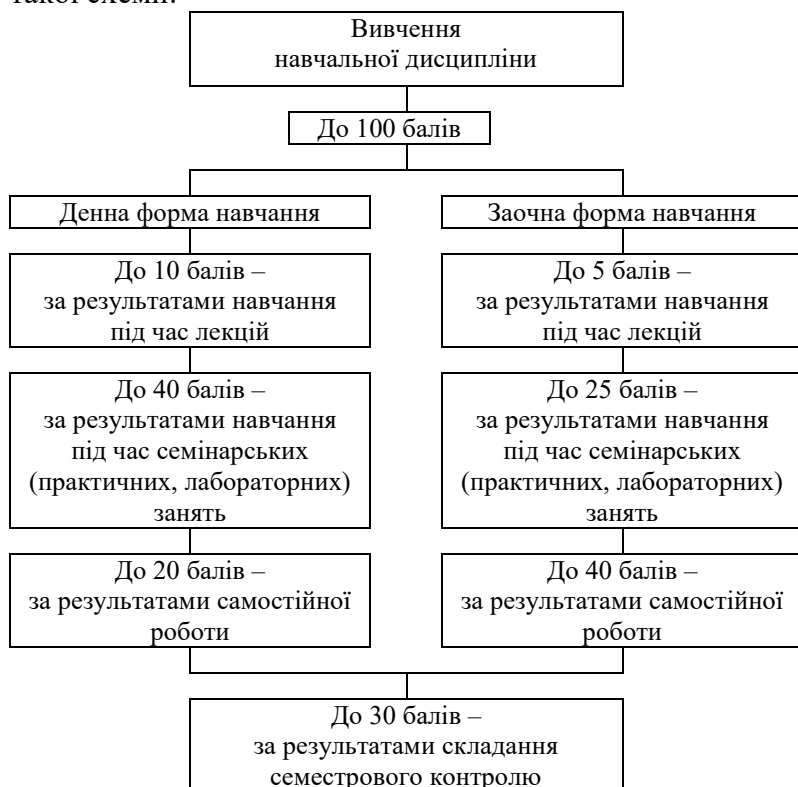 такої схеми:
Вивчення
навчальної дисципліни
До 100 балів
Денна форма навчання
До 10 балів –
за результатами навчання
під час лекцій
До 40 балів –
за результатами навчання
під час семінарських
(практичних, лабораторних)
занять
До 20 балів –
за результатами самостійної
роботи
Заочна форма навчання
До 5 балів –
за результатами навчання
під час лекцій
До 25 балів –
за результатами навчання
під час семінарських
(практичних, лабораторних)
занять
До 40 балів –
за результатами самостійної
роботи
До 30 балів –
за результатами складання
семестрового контролю